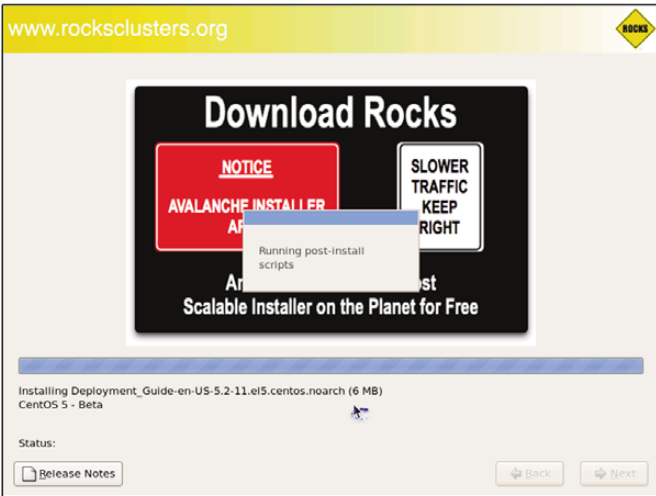 www.rocksclusters.org
ROCKS
Download Rocks
NOTICE
AVALANCHE INSTALLER
SLOWER
TRAFFIC
KEEP
RIGHT
Running post-install
scripts
Scalable Installer on the Planet for Free
Installing Deployment_Guide-en-US-5.2-11.el5.centos.noarch (6 MB)
CentOS 5 - Beta
Status:
Release Notes
Back
Next